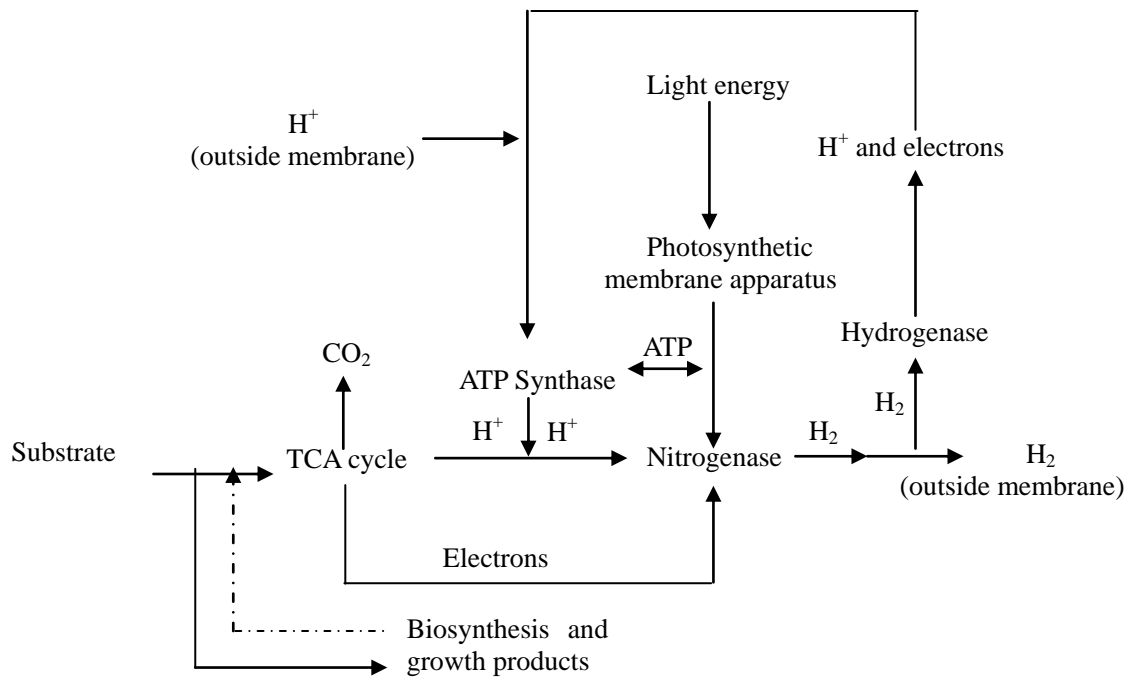 Light energy
H⁺
(outside membrane)
H⁺ and electrons
Photosynthetic
membrane apparatus
Hydrogenase
CO₂
ATP
ATP Synthase
H₂
H⁺ H⁺
H₂
Substrate
TCA cycle
Nitrogenase
H₂
(outside membrane)
Electrons
Biosynthesis and
growth products